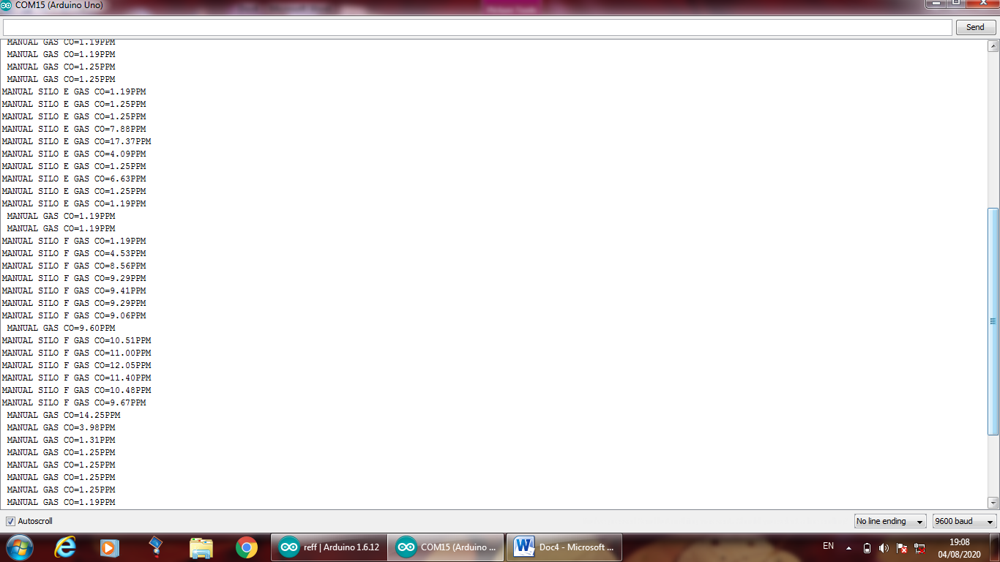 COM15 (Arduino Uno)
Send
MANUAL GAS CO=1.19PPM
MANUAL GAS CO=1.19PPM
MANUAL GAS CO=1.25PPM
MANUAL GAS CO=1.25PPM
MANUAL SILO E GAS CO=1.19PPM
MANUAL SILO E GAS CO=1.25PPM
MANUAL SILO E GAS CO=1.25PPM
MANUAL SILO E GAS CO=7.88PPM
MANUAL SILO E GAS CO=17.37PPM
MANUAL SILO E GAS CO=4.09PPM
MANUAL SILO E GAS CO=1.25PPM
MANUAL SILO E GAS CO=6.63PPM
MANUAL SILO E GAS CO=1.25PPM
MANUAL SILO E GAS CO=1.19PPM
MANUAL GAS CO=1.19PPM
MANUAL GAS CO=1.19PPM
MANUAL SILO F GAS CO=1.19PPM
MANUAL SILO F GAS CO=4.53PPM
MANUAL SILO F GAS CO=8.56PPM
MANUAL SILO F GAS CO=9.29PPM
MANUAL SILO F GAS CO=9.41PPM
MANUAL SILO F GAS CO=9.29PPM
MANUAL SILO F GAS CO=9.06PPM
MANUAL GAS CO=9.60PPM
MANUAL SILO F GAS CO=10.51PPM
MANUAL SILO F GAS CO=11.00PPM
MANUAL SILO F GAS CO=12.05PPM
MANUAL SILO F GAS CO=11.40PPM
MANUAL SILO F GAS CO=10.48PPM
MANUAL SILO F GAS CO=9.67PPM
MANUAL GAS CO=14.25PPM
MANUAL GAS CO=3.98PPM
MANUAL GAS CO=1.31PPM
MANUAL GAS CO=1.25PPM
MANUAL GAS CO=1.25PPM
MANUAL GAS CO=1.25PPM
MANUAL GAS CO=1.25PPM
MANUAL GAS CO=1.19PPM
Autoscroll
No line ending
9600 baud
reff | Arduino 1.6.12
COM15 (Arduino ...
Doc4 - Microsoft ...
EN
19:08
04/08/2020